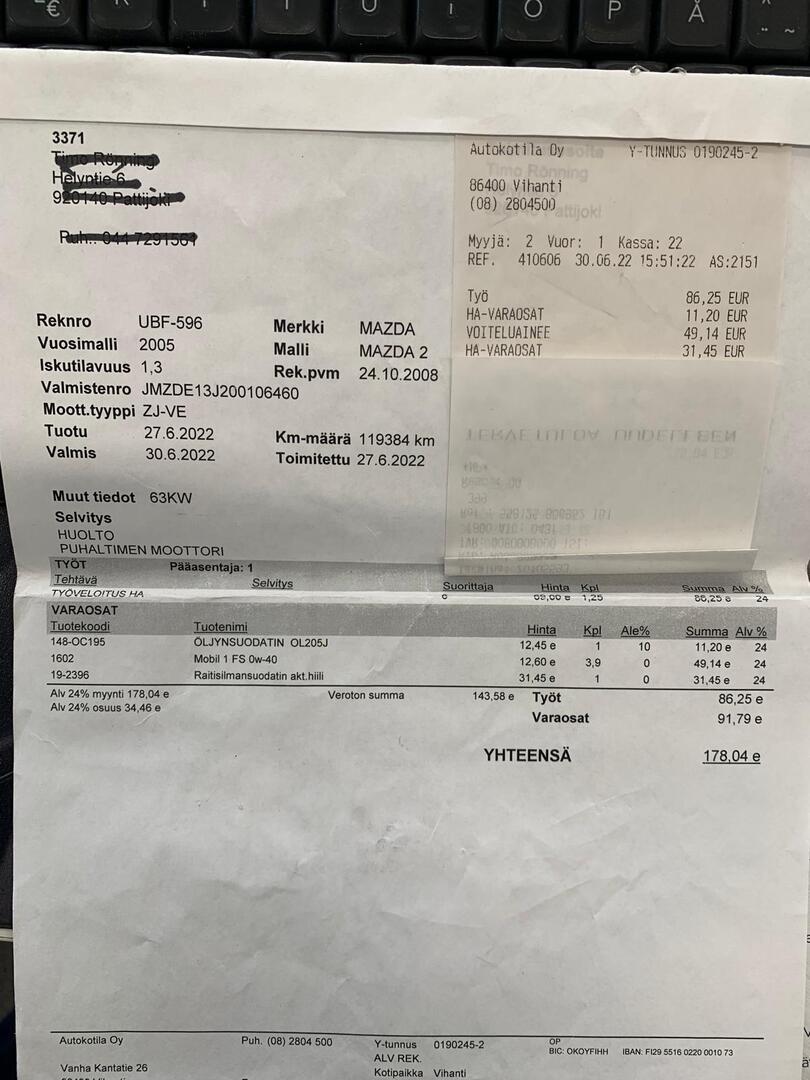 € T I U I O P Å
3371
Autokotila Oy Y-TUNNUS 0190245-2
86400 Vihanti
(08) 2804500
Myyjä: 2 Vuor: 1 Kassa: 22
REF. 410606 30.06.22 15:51:22 AS:2151
Työ 86,25 EUR
HA-VARAOSAT 11,20 EUR
VOITELUAINEE 49,14 EUR
HA-VARAOSAT 31,45 EUR
TERVETULOA UUDELLEEN
Reknro UBF-596 Merkki MAZDA
Vuosimalli 2005 Malli MAZDA 2
Iskutilavuus 1,3 Rek.pvm 24.10.2008
Valmistenro JMZDE13J200106460
Moott.tyyppi ZJ-VE
Tuotu 27.6.2022 Km-määrä 119384 km
Valmis 30.6.2022 Toimitettu 27.6.2022
Muut tiedot 63KW
Selvitys
HUOLTO
PUHALTIMEN MOOTTORI
TYÖT Pääasentaja: 1
Tehtävä Selvitys Suorittaja Hinta Kpl Summa Alv %
TYÖVELOITUS HA 69,00 e 1,25 86,25 e 24
VARAOSAT
Tuotekoodi Tuotenimi Hinta Kpl Ale% Summa Alv %
148-OC195 ÖLJYNSUODATIN OL205J 12,45 e 1 10 11,20 e 24
1602 Mobil 1 FS 0w-40 12,60 e 3,9 0 49,14 e 24
19-2396 Raitisilmansuodatin akt.hiili 31,45 e 1 0 31,45 e 24
Alv 24% myynti 178,04 e Veroton summa 143,58 e Työt 86,25 e
Alv 24% osuus 34,46 e Varaosat 91,79 e
YHTEENSÄ 178,04 e
Autokotila Oy Puh. (08) 2804 500 Y-tunnus 0190245-2 OP
ALV REK. BIC: OKOYFIHH IBAN: FI29 5516 0220 0010 73
Vanha Kantatie 26 Kotipaikka Vihanti